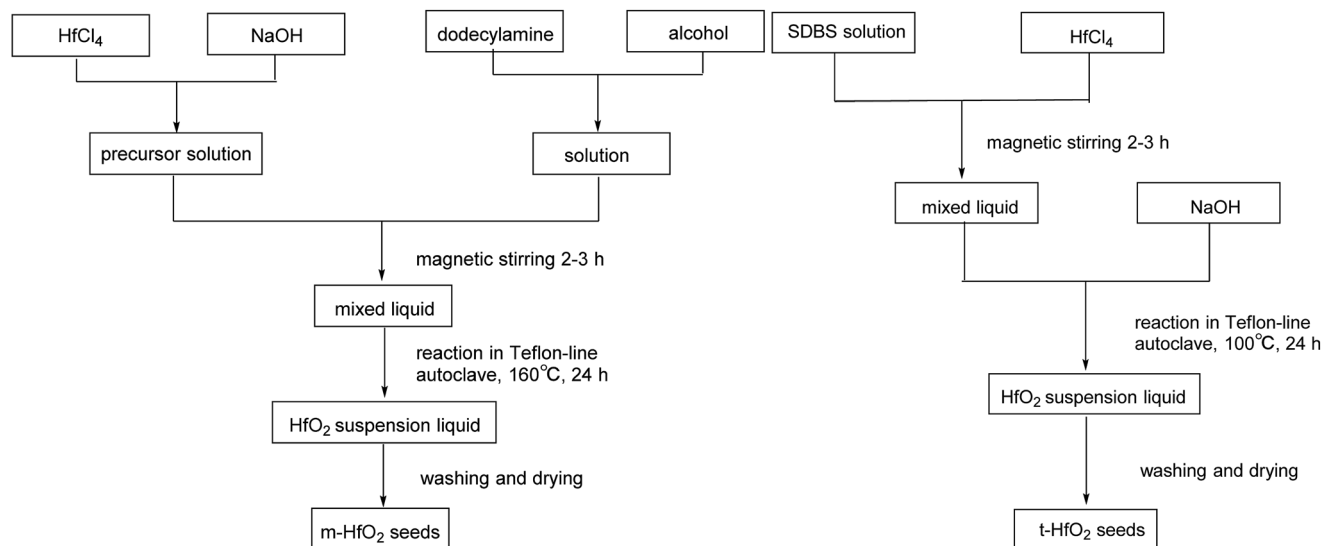 HfCl₄
NaOH
precursor solution
dodecylamine
alcohol
solution
magnetic stirring 2-3 h
mixed liquid
reaction in Teflon-line
autoclave, 160°C, 24 h
HfO₂ suspension liquid
washing and drying
m-HfO₂ seeds
SDBS solution
HfCl₄
magnetic stirring 2-3 h
mixed liquid
NaOH
reaction in Teflon-line
autoclave, 100°C, 24 h
HfO₂ suspension liquid
washing and drying
t-HfO₂ seeds